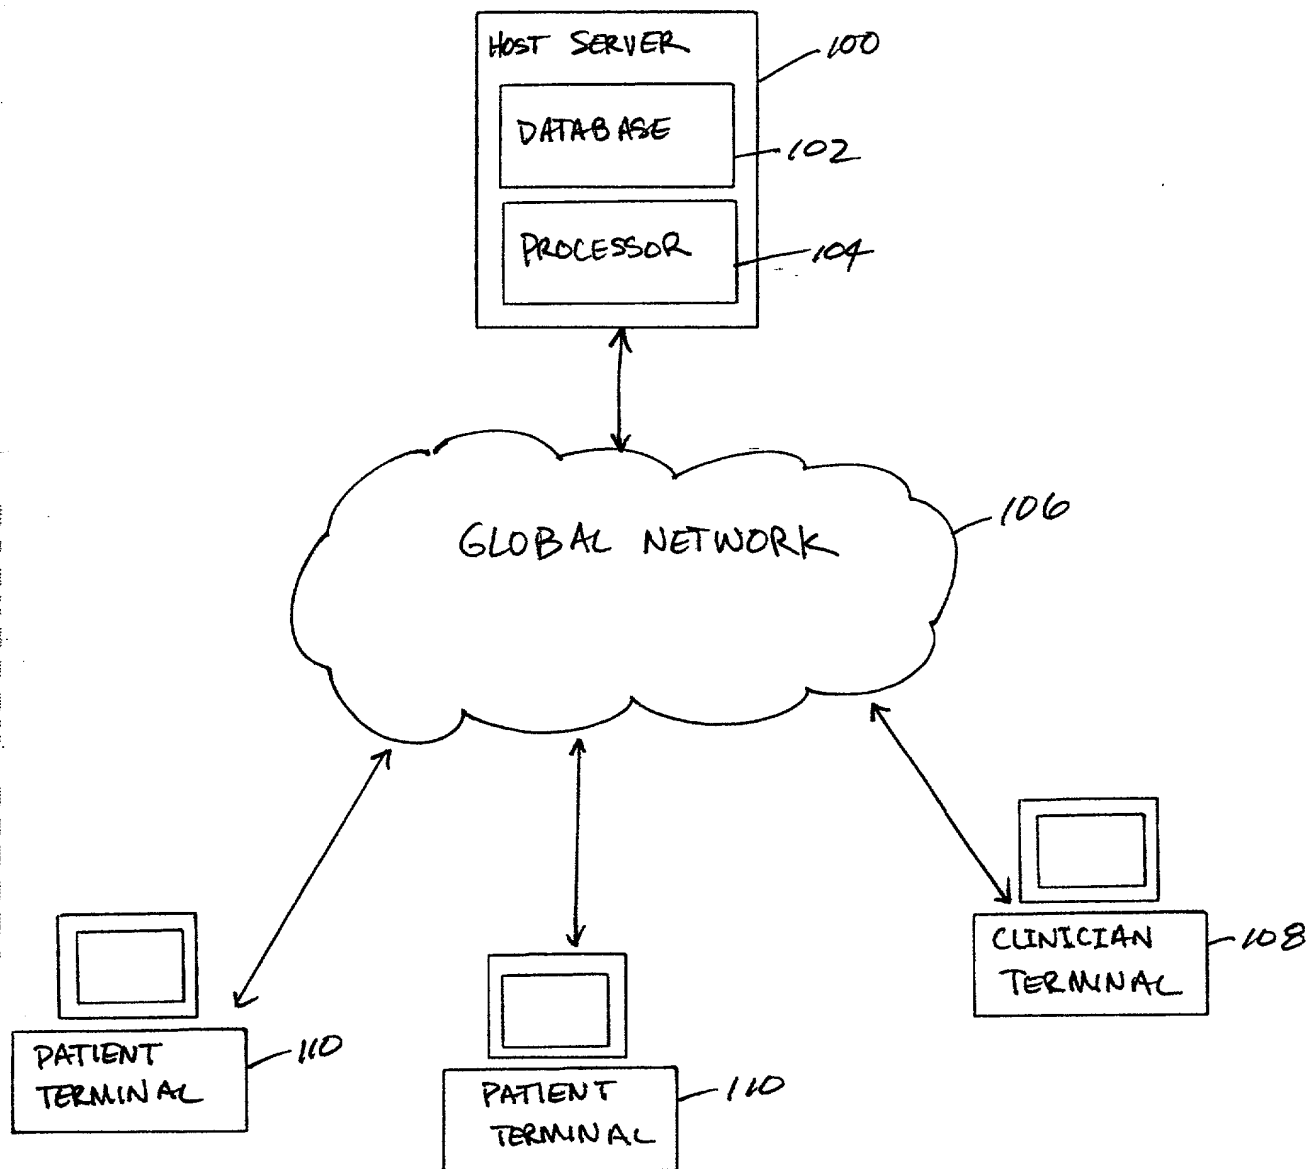 HOST SERVER
100
DATABASE
102
PROCESSOR
104
GLOBAL NETWORK
106
CLINICIAN
TERMINAL
108
PATIENT
TERMINAL
110
PATIENT
TERMINAL
110